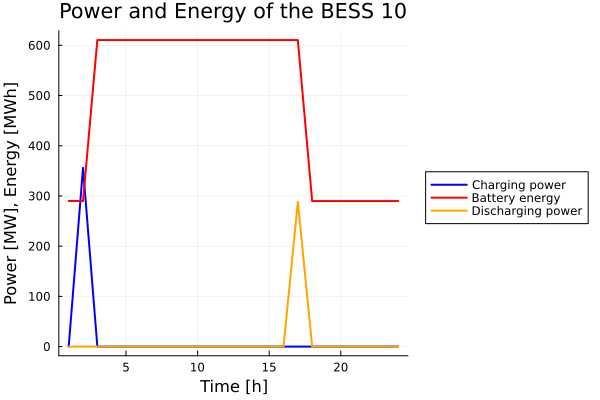 Power and Energy of the BESS 10
Power [MW], Energy [MWh]
600
500
400
300
200
100
0
5 10 15 20
Time [h]
Charging power
Battery energy
Discharging power